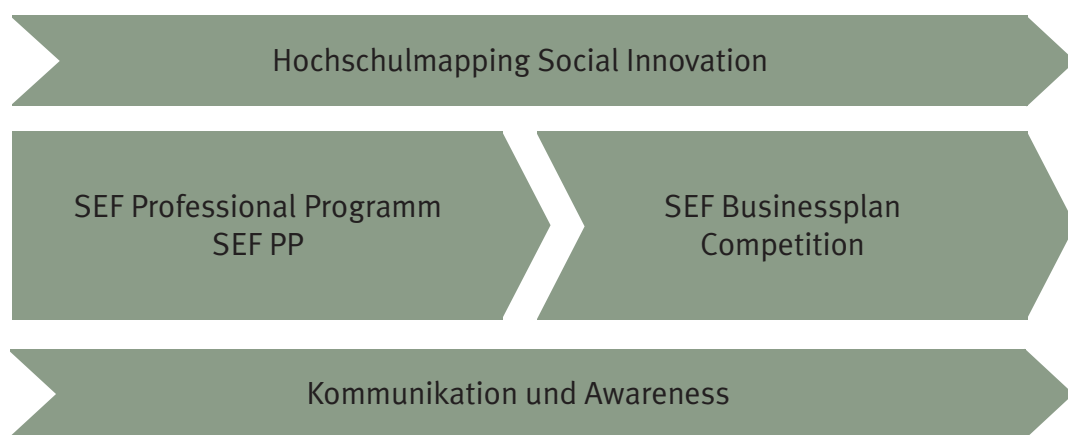 Hochschulmapping Social Innovation
SEF Professional Programm
SEF PP
SEF Businessplan
Competition
Kommunikation und Awareness